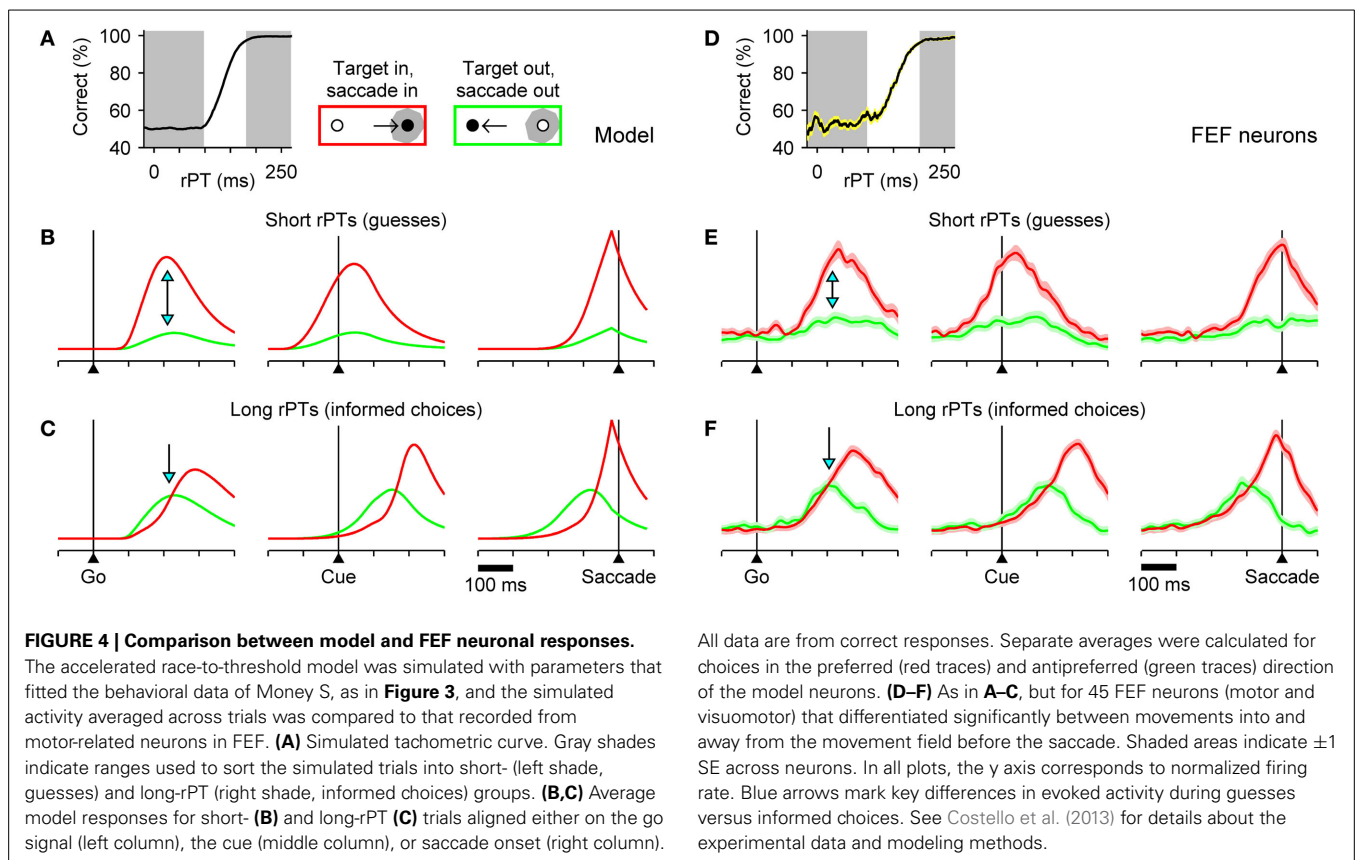 A
Correct (%)
100
80
60
40
0
250
rPT (ms)
Target in,
saccade in
Target out,
saccade out
Model
D
Correct (%)
100
80
60
40
0
250
rPT (ms)
FEF neurons
Short rPTs (guesses)
B
Long rPTs (informed choices)
C
Go
Cue
Saccade
100 ms
Short rPTs (guesses)
E
Long rPTs (informed choices)
F
Go
Cue
Saccade
100 ms
FIGURE 4 | Comparison between model and FEF neuronal responses.
The accelerated race-to-threshold model was simulated with parameters that
fitted the behavioral data of Money S, as in Figure 3, and the simulated
activity averaged across trials was compared to that recorded from
motor-related neurons in FEF. (A) Simulated tachometric curve. Gray shades
indicate ranges used to sort the simulated trials into short- (left shade,
guesses) and long-rPT (right shade, informed choices) groups. (B,C) Average
model responses for short- (B) and long-rPT (C) trials aligned either on the go
signal (left column), the cue (middle column), or saccade onset (right column).
All data are from correct responses. Separate averages were calculated for
choices in the preferred (red traces) and antipreferred (green traces) direction
of the model neurons. (D–F) As in A–C, but for 45 FEF neurons (motor and
visuomotor) that differentiated significantly between movements into and
away from the movement field before the saccade. Shaded areas indicate ±1
SE across neurons. In all plots, the y axis corresponds to normalized firing
rate. Blue arrows mark key differences in evoked activity during guesses
versus informed choices. See Costello et al. (2013) for details about the
experimental data and modeling methods.